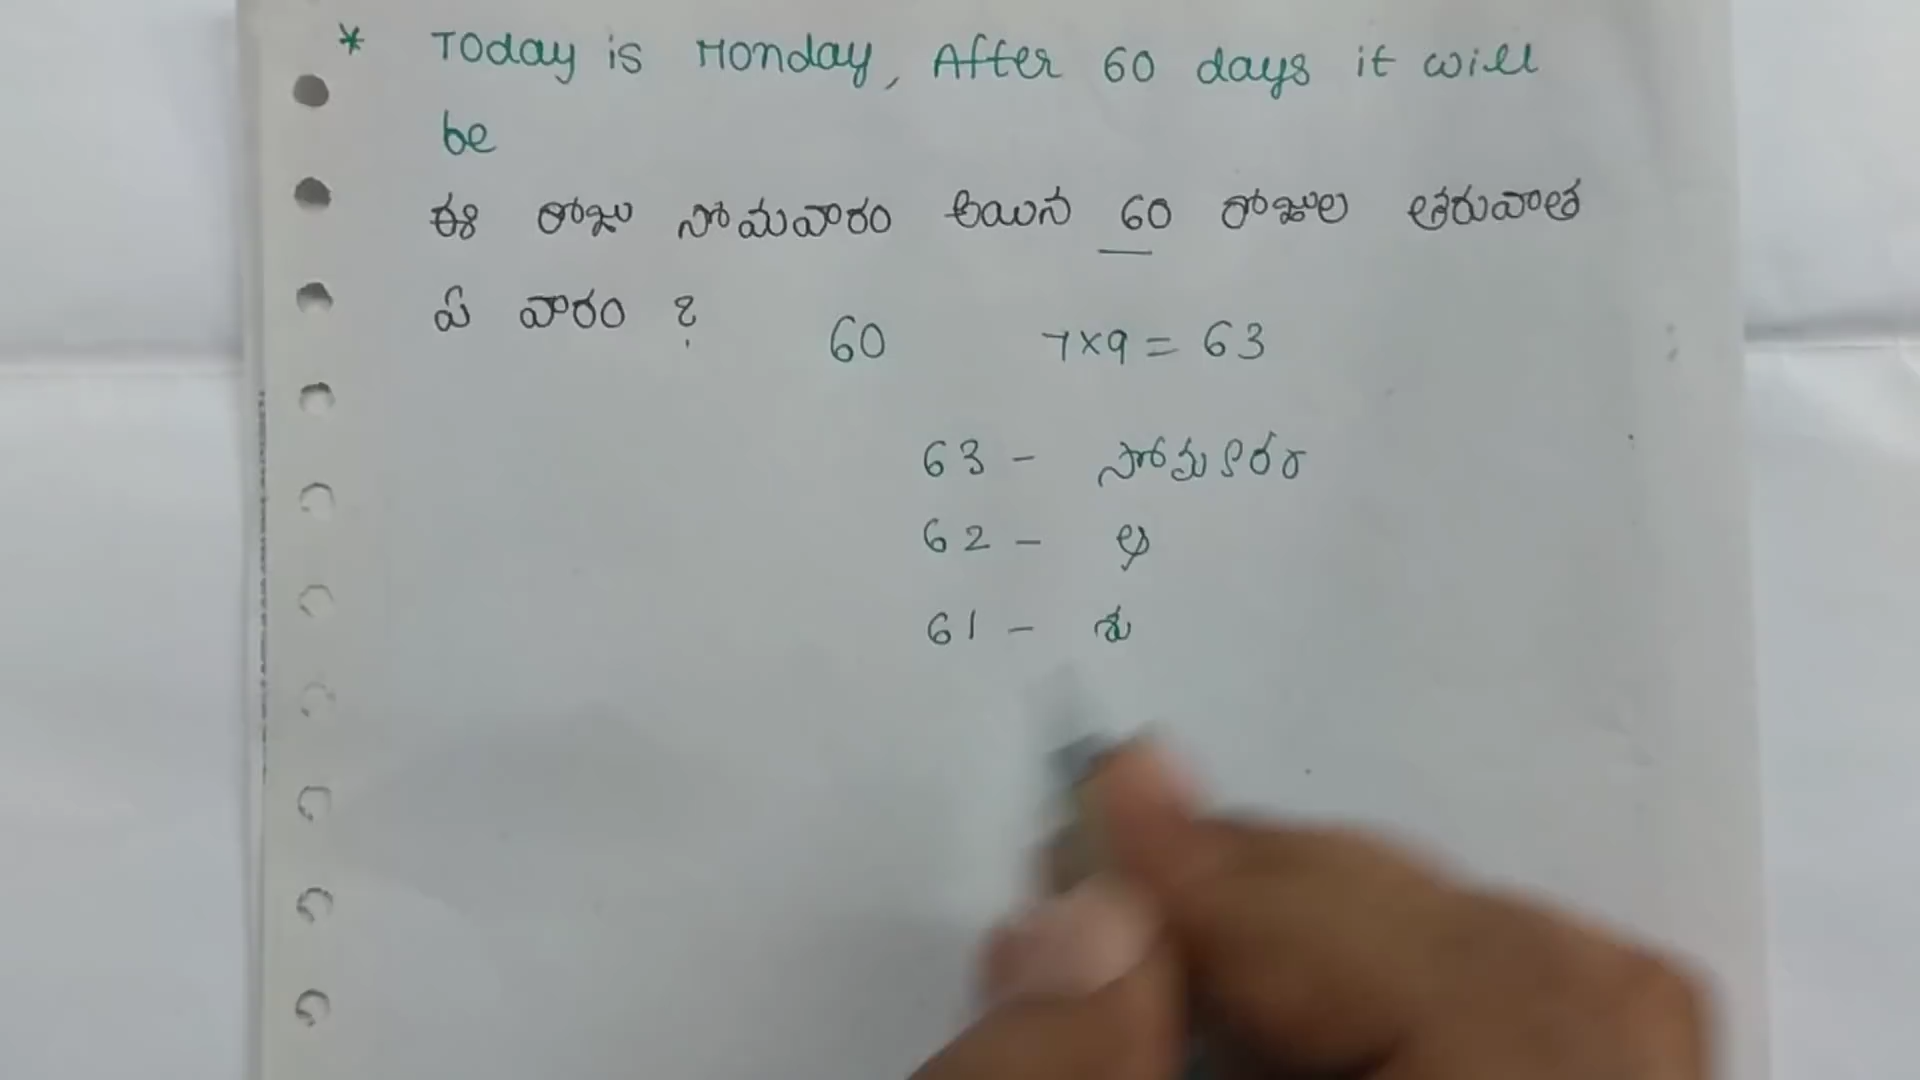 * Today is Monday, After 60 days it will
be
ఈ రోజు సోమవారం అయిన 60 రోజుల తరువాత
ఏ వారం ?
60 7×9 = 63
63 -
62 - ఆ
61 - శ